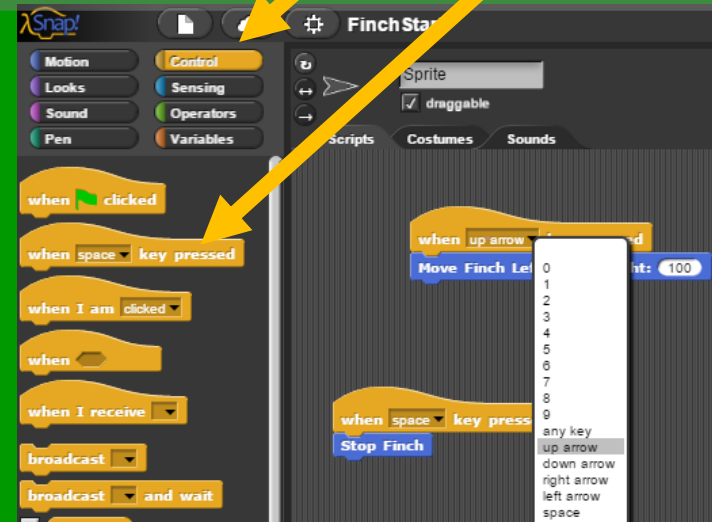 Snap!
Finch Star
Motion
Control
Looks
Sensing
Sound
Operators
Pen
Variables
Sprite
draggable
Scripts
Costumes
Sounds
when clicked
when space key pressed
when I am clicked
when
when I receive
broadcast
broadcast and wait
when up arrow
Move Finch Left
100
when space key press
Stop Finch
0
1
2
3
4
5
6
7
8
9
any key
up arrow
down arrow
right arrow
left arrow
space